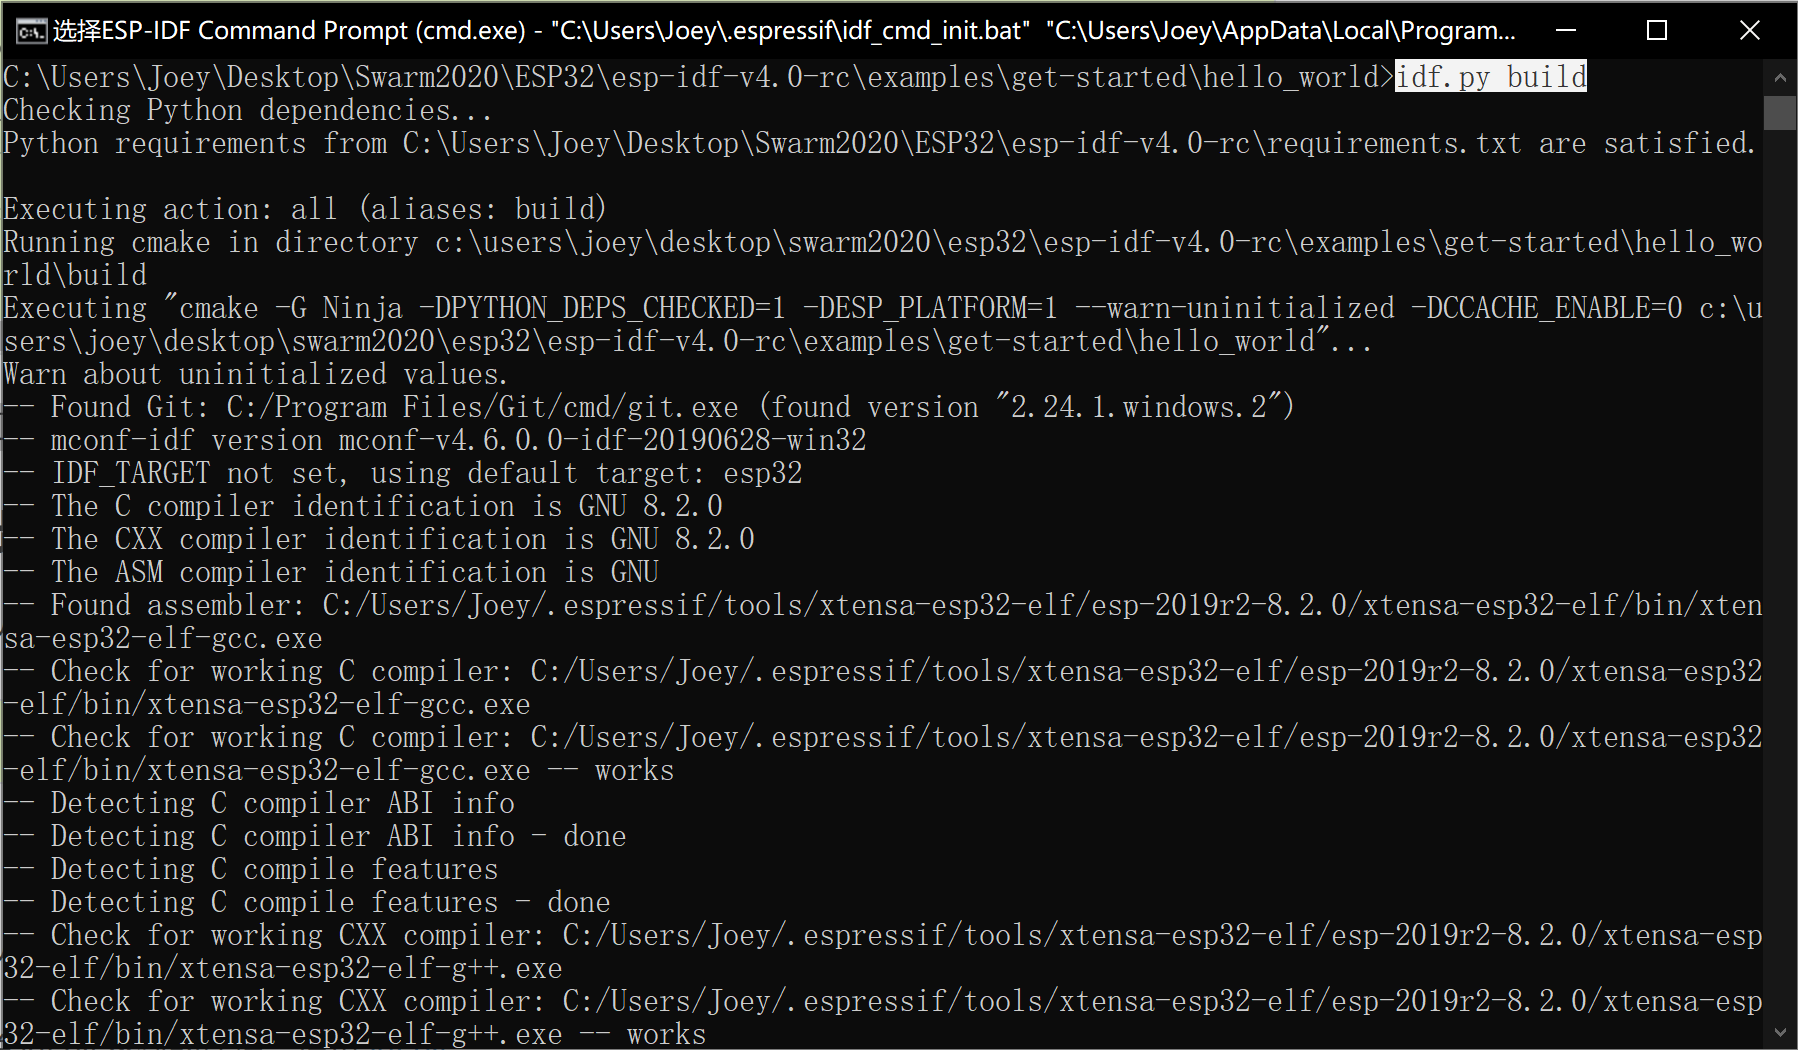 选择ESP-IDF Command Prompt (cmd.exe) - "C:\Users\Joey\.espressif\idf_cmd_init.bat"  "C:\Users\Joey\AppData\Local\Program...
C:\Users\Joey\Desktop\Swarm2020\ESP32\esp-idf-v4.0-rc\examples\get-started\hello_world>idf.py build
Checking Python dependencies...
Python requirements from C:\Users\Joey\Desktop\Swarm2020\ESP32\esp-idf-v4.0-rc\requirements.txt are satisfied.
Executing action: all (aliases: build)
Running cmake in directory c:\users\joey\desktop\swarm2020\esp32\esp-idf-v4.0-rc\examples\get-started\hello_wo
rld\build
Executing "cmake -G Ninja -DPYTHON_DEPS_CHECKED=1 -DESP_PLATFORM=1 --warn-uninitialized -DCCACHE_ENABLE=0 c:\u
sers\joey\desktop\swarm2020\esp32\esp-idf-v4.0-rc\examples\get-started\hello_world"...
Warn about uninitialized values.
-- Found Git: C:/Program Files/Git/cmd/git.exe (found version "2.24.1.windows.2")
-- mconf-idf version mconf-v4.6.0.0-idf-20190628-win32
-- IDF_TARGET not set, using default target: esp32
-- The C compiler identification is GNU 8.2.0
-- The CXX compiler identification is GNU 8.2.0
-- The ASM compiler identification is GNU
-- Found assembler: C:/Users/Joey/.espressif/tools/xtensa-esp32-elf/esp-2019r2-8.2.0/xtensa-esp32-elf/bin/xten
sa-esp32-elf-gcc.exe
-- Check for working C compiler: C:/Users/Joey/.espressif/tools/xtensa-esp32-elf/esp-2019r2-8.2.0/xtensa-esp32
-elf/bin/xtensa-esp32-elf-gcc.exe
-- Check for working C compiler: C:/Users/Joey/.espressif/tools/xtensa-esp32-elf/esp-2019r2-8.2.0/xtensa-esp32
-elf/bin/xtensa-esp32-elf-gcc.exe -- works
-- Detecting C compiler ABI info
-- Detecting C compiler ABI info - done
-- Detecting C compile features
-- Detecting C compile features - done
-- Check for working CXX compiler: C:/Users/Joey/.espressif/tools/xtensa-esp32-elf/esp-2019r2-8.2.0/xtensa-esp
32-elf/bin/xtensa-esp32-elf-g++.exe
-- Check for working CXX compiler: C:/Users/Joey/.espressif/tools/xtensa-esp32-elf/esp-2019r2-8.2.0/xtensa-esp
32-elf/bin/xtensa-esp32-elf-g++.exe -- works